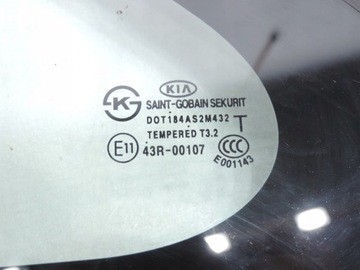 KIA
SAINT-GOBAIN SEKURIT
DOT184AS2M432 T
TEMPERED T3.2
E11 43R-00107 CCC
E001143